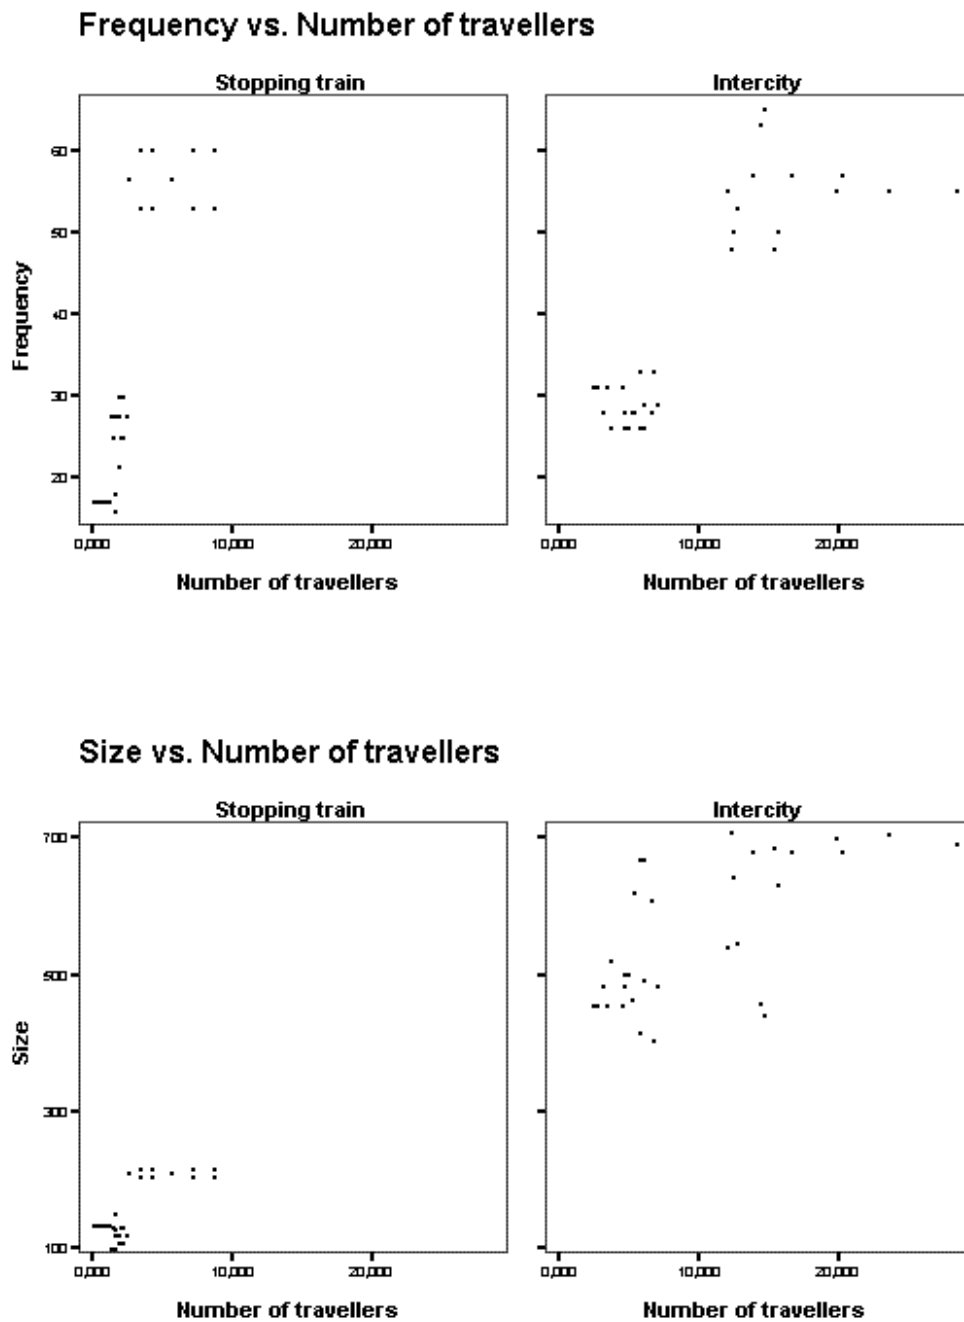 Frequency vs. Number of travellers
Stopping train
Intercity
60
50
40
30
20
Frequency
0,000
10,000
20,000
0,000
10,000
20,000
Number of travellers
Number of travellers
Size vs. Number of travellers
Stopping train
Intercity
700
500
300
100
Size
0,000
10,000
20,000
0,000
10,000
20,000
Number of travellers
Number of travellers